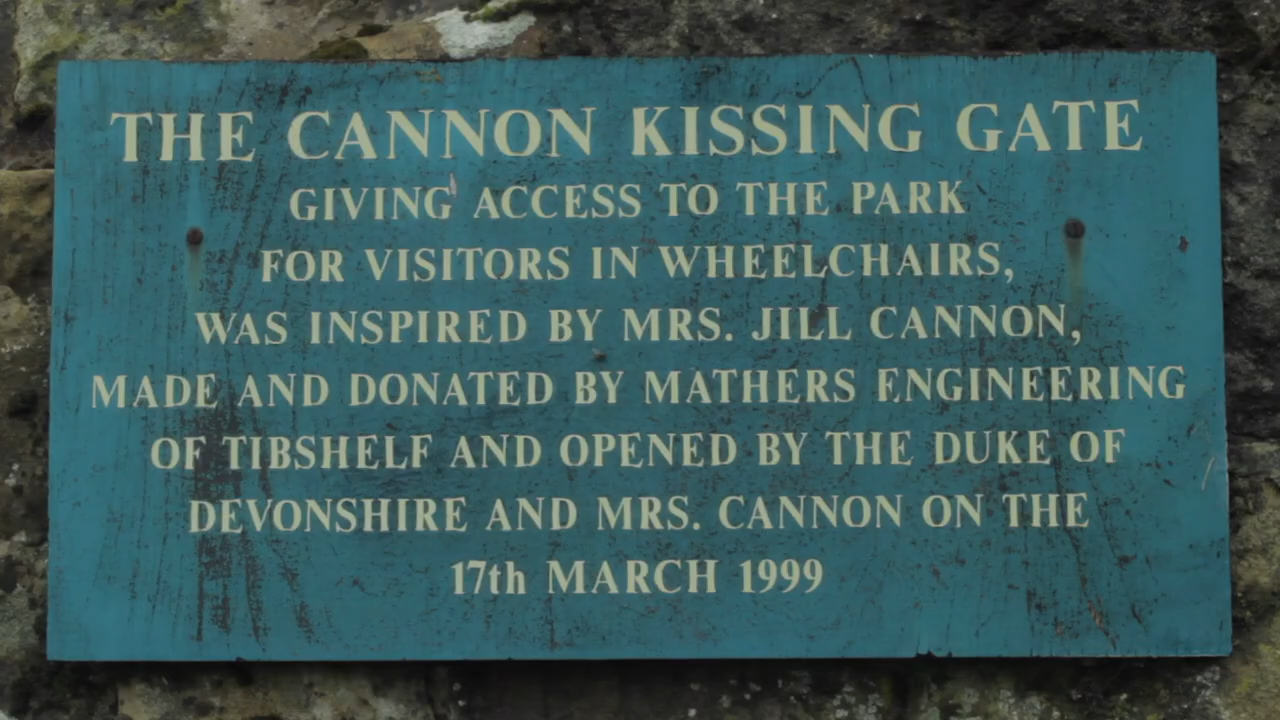 THE CANNON KISSING GATE
GIVING ACCESS TO THE PARK
FOR VISITORS IN WHEELCHAIRS,
WAS INSPIRED BY MRS. JILL CANNON,
MADE AND DONATED BY MATHERS ENGINEERING
OF TIBSHELF AND OPENED BY THE DUKE OF
DEVONSHIRE AND MRS. CANNON ON THE
17th MARCH 1999